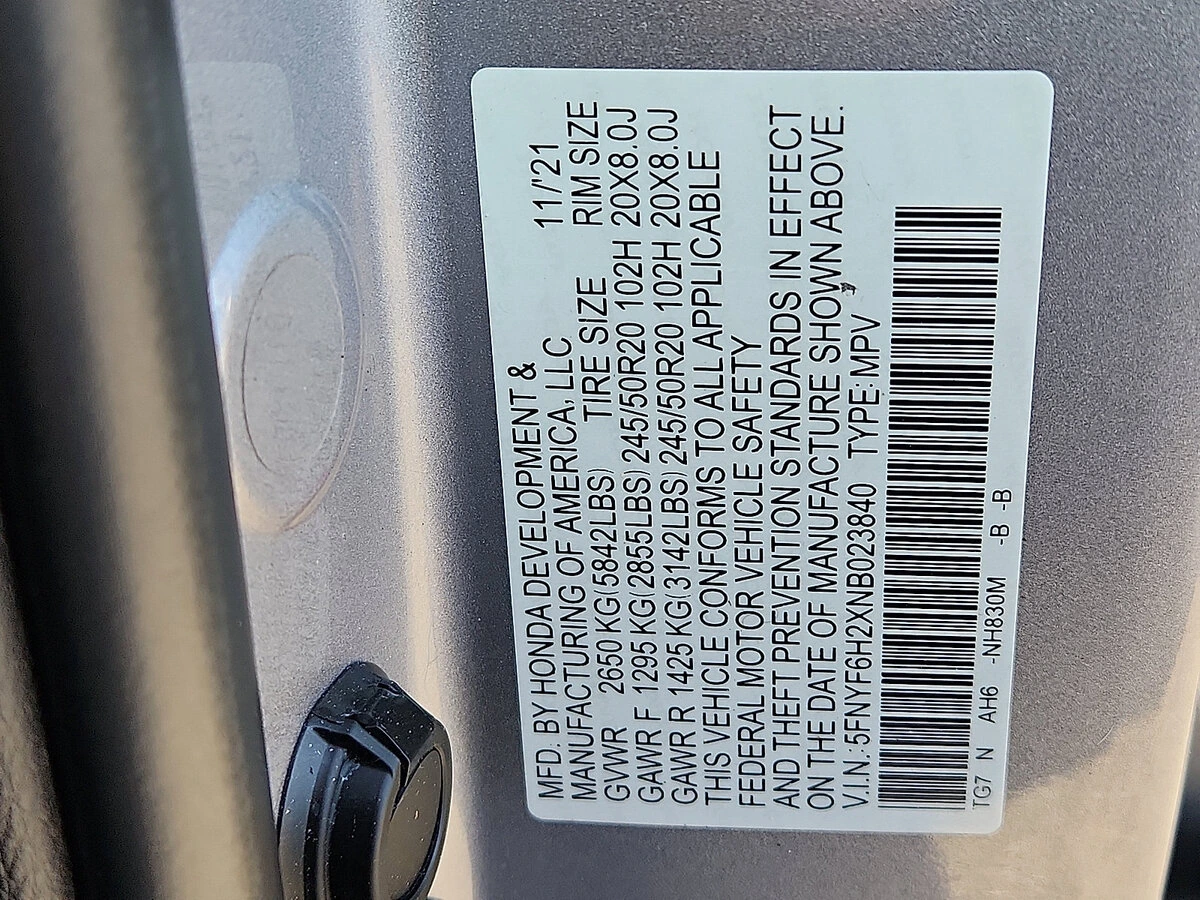 MFD. BY HONDA DEVELOPMENT &
MANUFACTURING OF AMERICA, LLC 11/'21
GVWR 2650 KG(5842LBS) TIRE SIZE RIM SIZE
GAWR F 1295 KG(2855LBS) 245/50R20 102H 20X8.0J
GAWR R 1425 KG(3142LBS) 245/50R20 102H 20X8.0J
THIS VEHICLE CONFORMS TO ALL APPLICABLE
FEDERAL MOTOR VEHICLE SAFETY
AND THEFT PREVENTION STANDARDS IN EFFECT
ON THE DATE OF MANUFACTURE SHOWN ABOVE.
V.I.N: 5FNYF6H2XNB023840 TYPE: MPV
TG7 N AH6 -NH830M -B -B